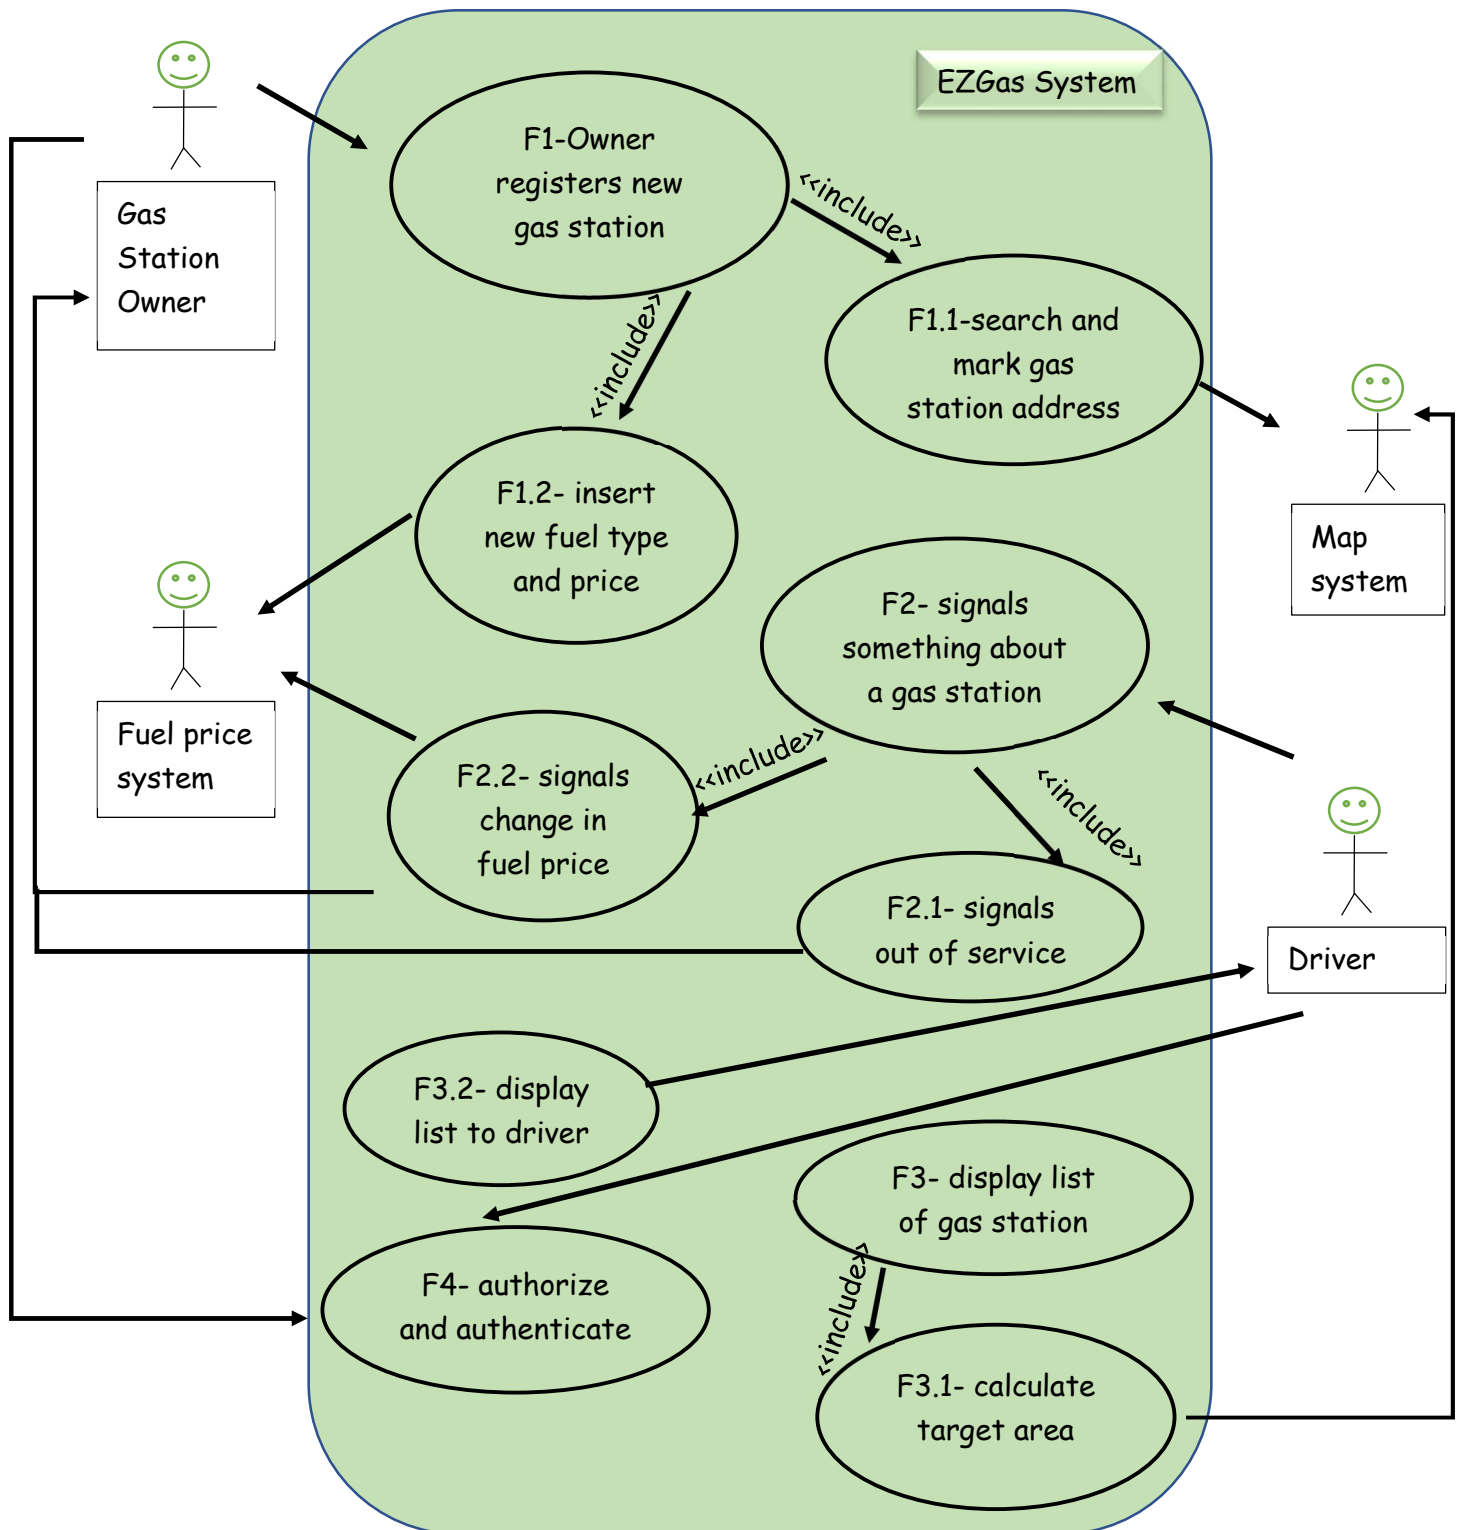 EZGas System
F1-Owner
registers new
gas station
<<include>>
Gas
Station
Owner
<<include>>
F1.1-search and
mark gas
station address
F1.2- insert
new fuel type
and price
Map
system
F2- signals
something about
a gas station
Fuel price
system
<<include>>
F2.2- signals
change in
fuel price
<<include>>
F2.1- signals
out of service
Driver
F3.2- display
list to driver
F3- display list
of gas station
<<include>>
F4- authorize
and authenticate
F3.1- calculate
target area